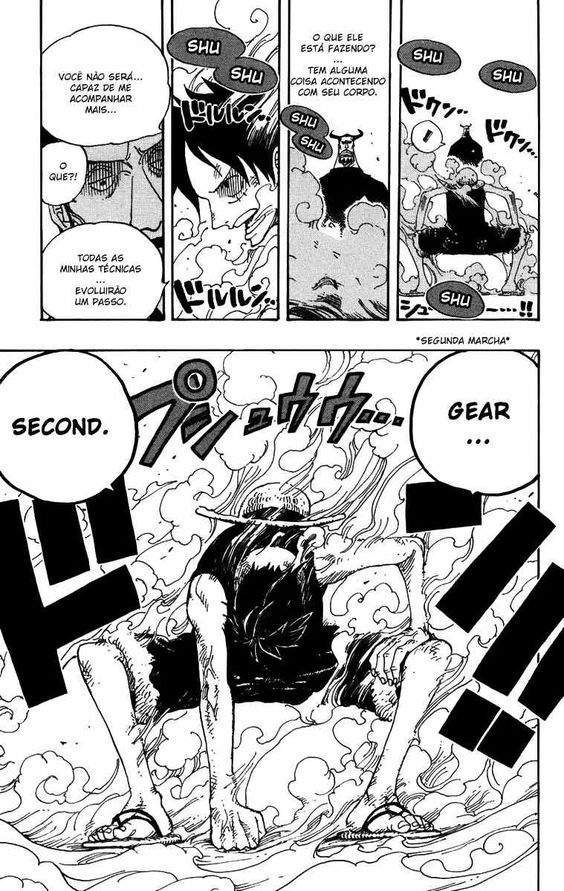 SHU
SHU
ドクン
ドクン
!
SHU
シュー……!!
O QUE ELE
ESTÁ FAZENDO?
...
TEM ALGUMA
COISA ACONTECENDO
COM SEU CORPO.
SHU
SHU
SHU
SHU
ドルルン
ドルルン
VOCÊ NÃO SERÁ...
CAPAZ DE ME
ACOMPANHAR
MAIS...
O
QUE?!
TODAS AS
MINHAS TÉCNICAS
...
EVOLUIRÃO
UM PASSO.
*SEGUNDA MARCHA*
GEAR
...
プシュウウウ...
SECOND.
ドン!!